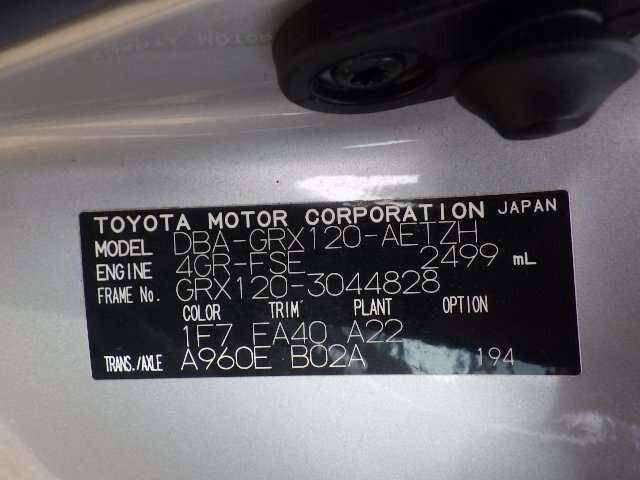 TOYOTA MOTOR CORPORATION JAPAN
MODEL DBA-GRX120-AETZH
ENGINE 4GR-FSE 2499 mL
FRAME No. GRX120-3044828
COLOR TRIM PLANT OPTION
1F7 FA40 A22
TRANS./AXLE A960E B02A 194